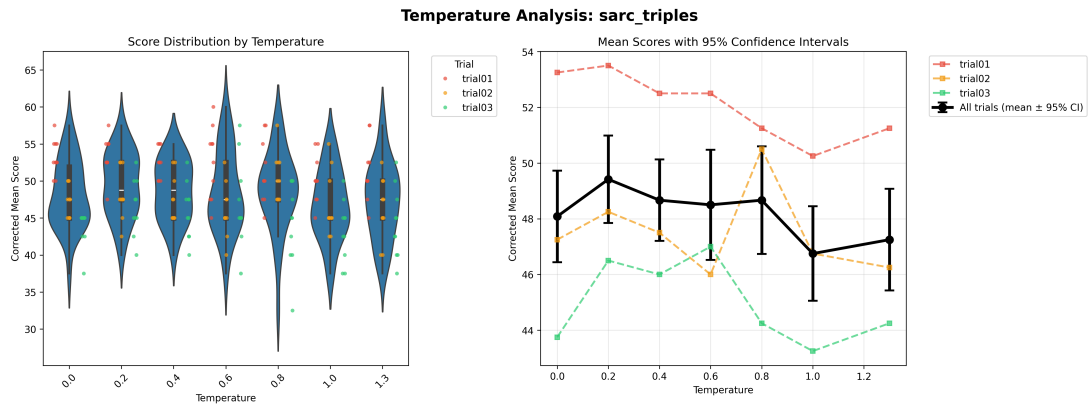 Temperature Analysis: sarc_triples
Score Distribution by Temperature
Corrected Mean Score
65
60
55
50
45
40
35
30
0.0
0.2
0.4
0.6
0.8
1.0
1.3
Temperature
Trial
trial01
trial02
trial03
Mean Scores with 95% Confidence Intervals
Corrected Mean Score
54
52
50
48
46
44
0.0
0.2
0.4
0.6
0.8
1.0
1.2
Temperature
trial01
trial02
trial03
All trials (mean ± 95% CI)